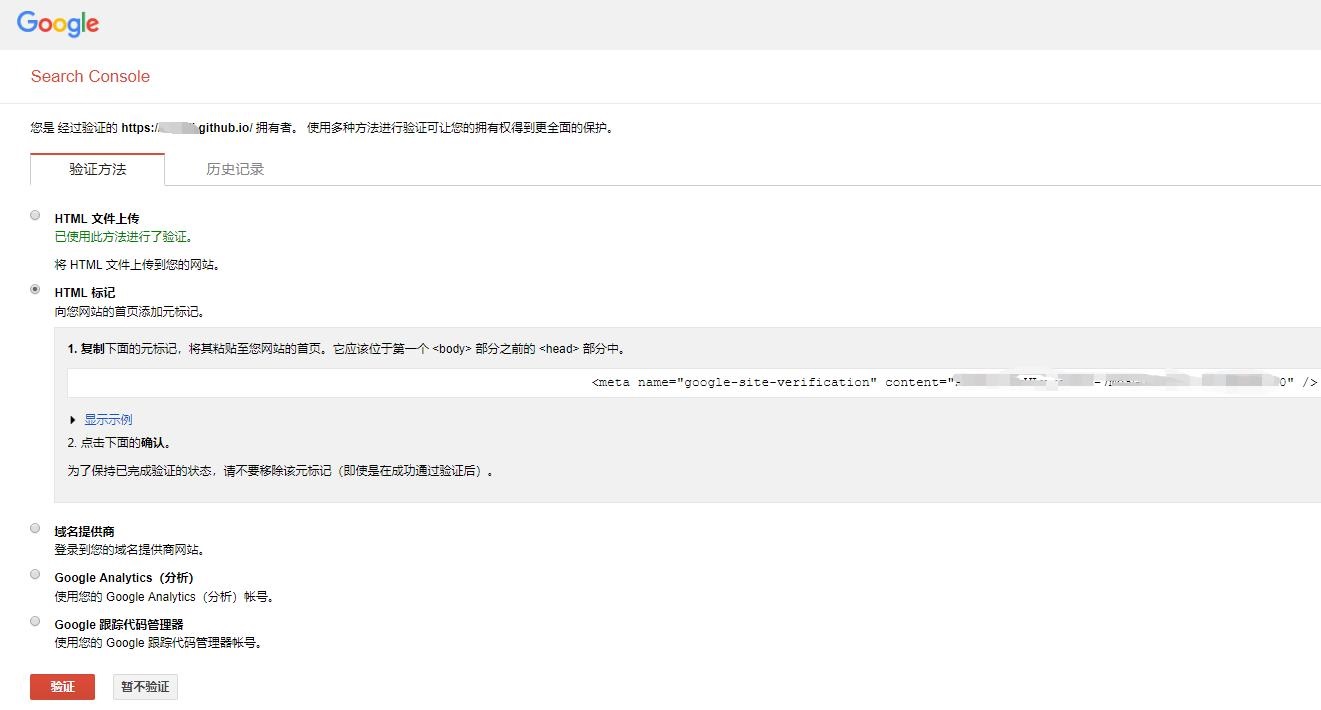 Google
Search Console
您是 经过验证的 https:/ .github.io/ 拥有者。 使用多种方法进行验证可让您的拥有权得到更全面的保护。
验证方法
历史记录
HTML 文件上传
已使用此方法进行了验证。
将 HTML 文件上传到您的网站。
HTML 标记
向您网站的首页添加元标记。
1. 复制下面的元标记，将其粘贴至您网站的首页。它应该位于第一个 <body> 部分之前的 <head> 部分中。
<meta name="google-site-verification" content=" 0" />
显示示例
2. 点击下面的确认。
为了保持已完成验证的状态，请不要移除该元标记（即使是在成功通过验证后）。
域名提供商
登录到您的域名提供商网站。
Google Analytics（分析）
使用您的 Google Analytics（分析）帐号。
Google 跟踪代码管理器
使用您的 Google 跟踪代码管理器帐号。
验证
暂不验证